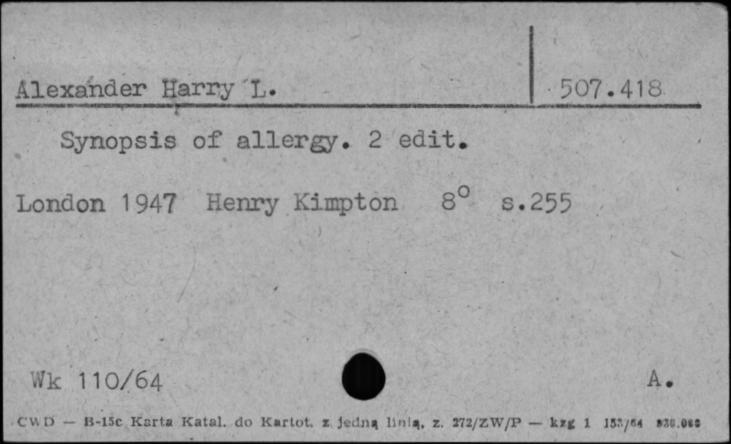 Alexander Harry L. 507.418
Synopsis of allergy. 2 edit.
London 1947 Henry Kimpton 8° s.255
Wk 110/64 A.
CWD — B-15c Karta Katal. do Kartot. z jedną linią, z. 272/ZW/P — kzg 1 153/64